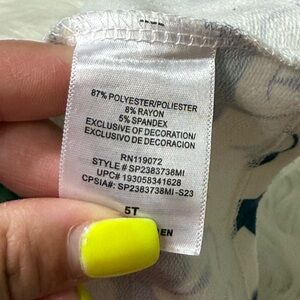 87% POLYESTER/POLIESTER
8% RAYON
5% SPANDEX
EXCLUSIVE OF DECORATION/
EXCLUSIVO DE DECORACION
RN119072
STYLE # SP2383738MI
UPC# 193058341628
CPSIA#: SP2383738MI-S23
5T